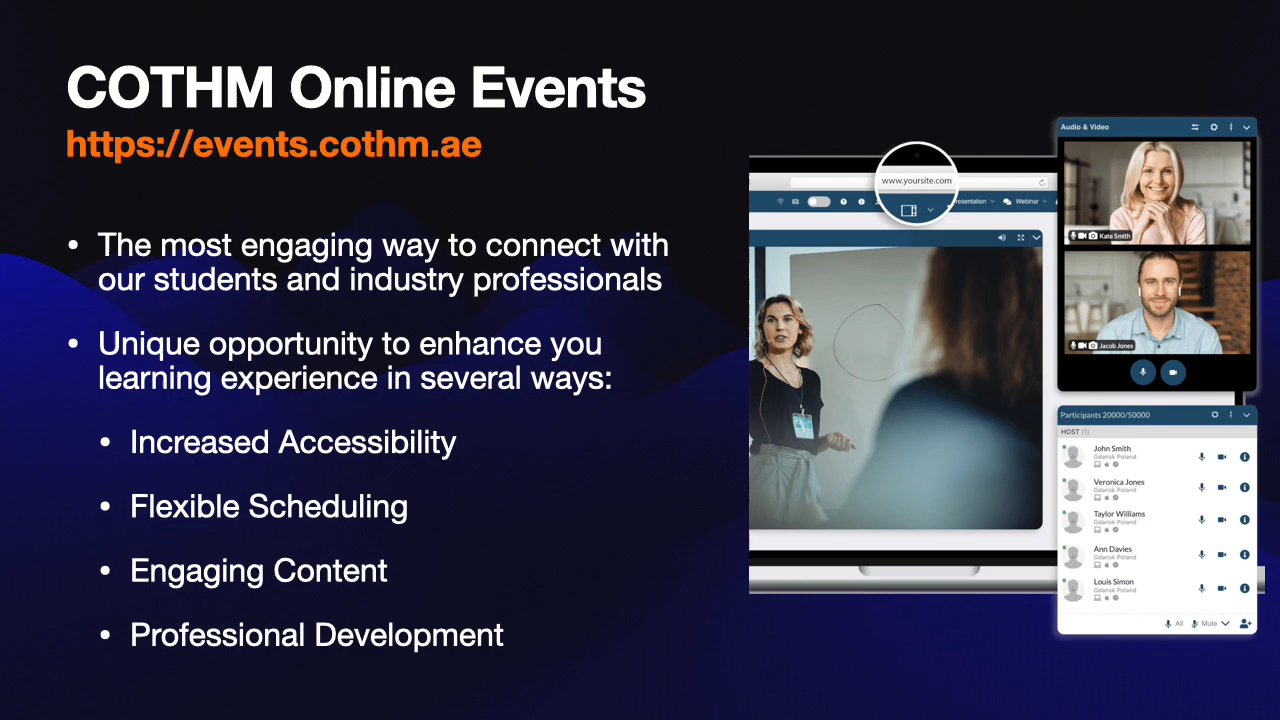 COTHM Online Events
https://events.cothm.ae
• The most engaging way to connect with
our students and industry professionals
• Unique opportunity to enhance you
learning experience in several ways:
• Increased Accessibility
• Flexible Scheduling
• Engaging Content
• Professional Development
www.yoursite.com
Webinar
Audio & Video
Kate Smith
Jacob Jones
Participants 20000/50000
HOST (1)
John Smith
Gdansk Poland
Veronica Jones
Gdansk Poland
Taylor Williams
Gdansk Poland
Ann Davies
Gdansk Poland
Louis Simon
Gdansk Poland
All Mute